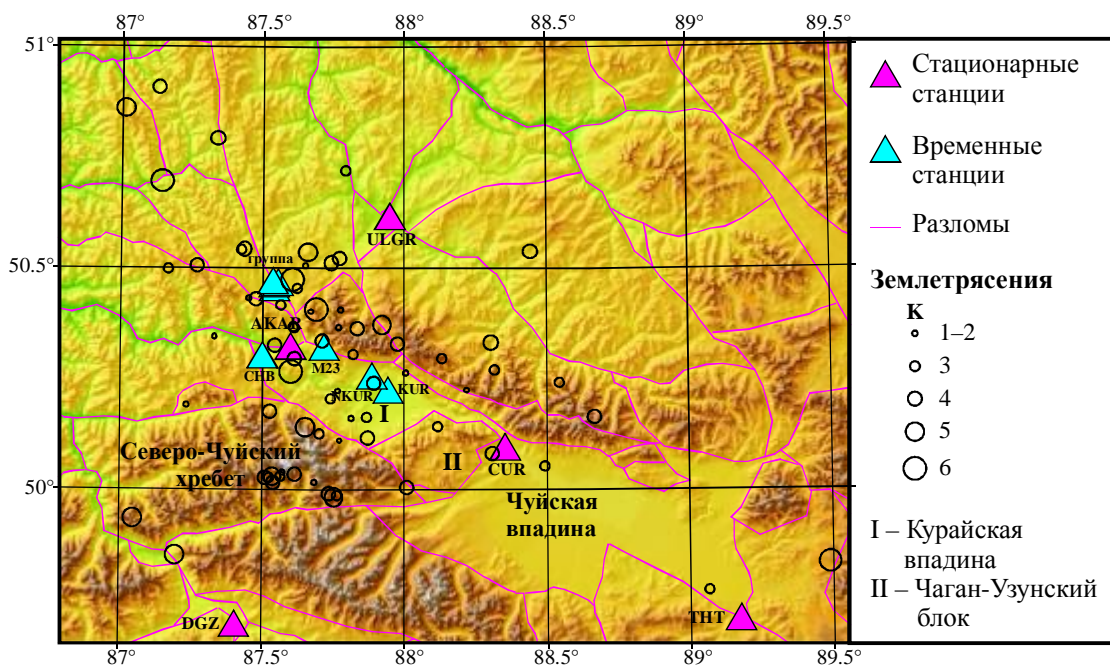 87° 87.5° 88° 88.5° 89° 89.5°
51°
50.5°
50°
ULGR
группа
AKAR
CHB
M23
NKUR
KUR
I
II
CUR
Северо-Чуйский
хребет
Чуйская
впадина
DGZ
THT
87° 87.5° 88° 88.5° 89° 89.5°
Стационарные
станции
Временные
станции
Разломы
Землетрясения
K
1–2
3
4
5
6
I – Курайская
впадина
II – Чаган-Узунский
блок